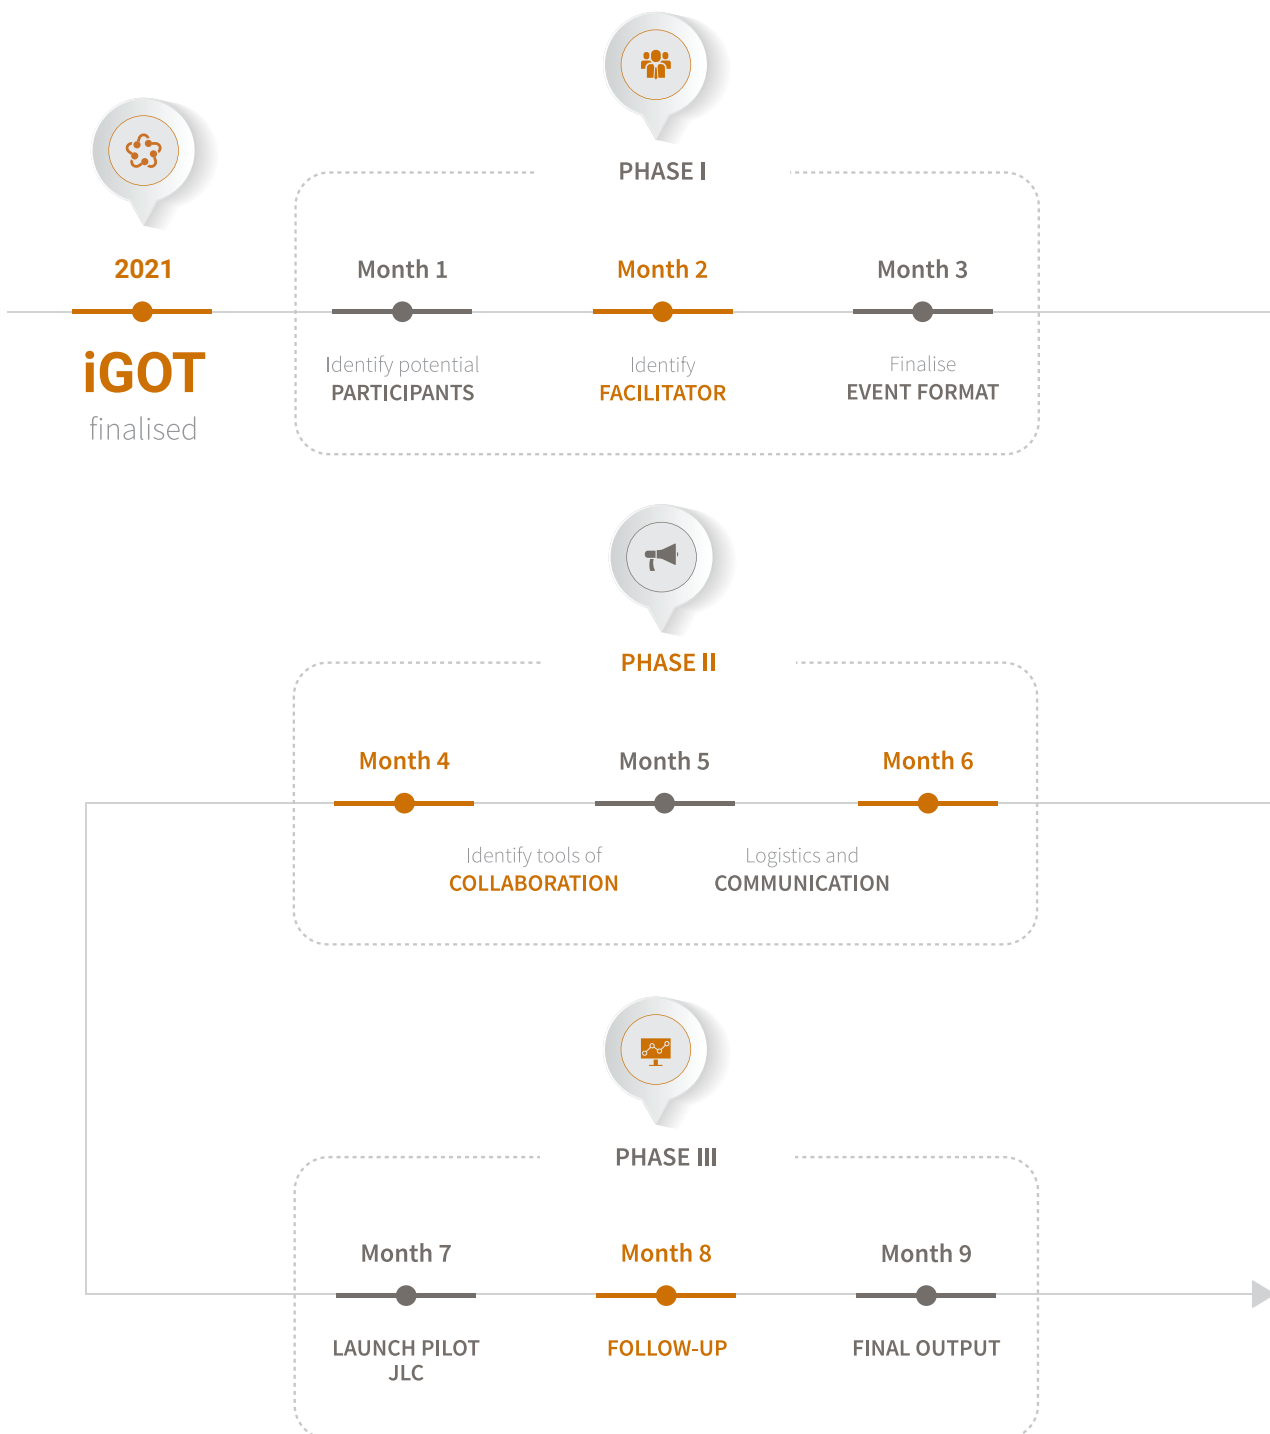 PHASE I
2021
iGOT
finalised
Month 1
Identify potential
PARTICIPANTS
Month 2
Identify
FACILITATOR
Month 3
Finalise
EVENT FORMAT
PHASE II
Month 4
Month 5
Month 6
Identify tools of
COLLABORATION
Logistics and
COMMUNICATION
PHASE III
Month 7
LAUNCH PILOT
JLC
Month 8
FOLLOW-UP
Month 9
FINAL OUTPUT